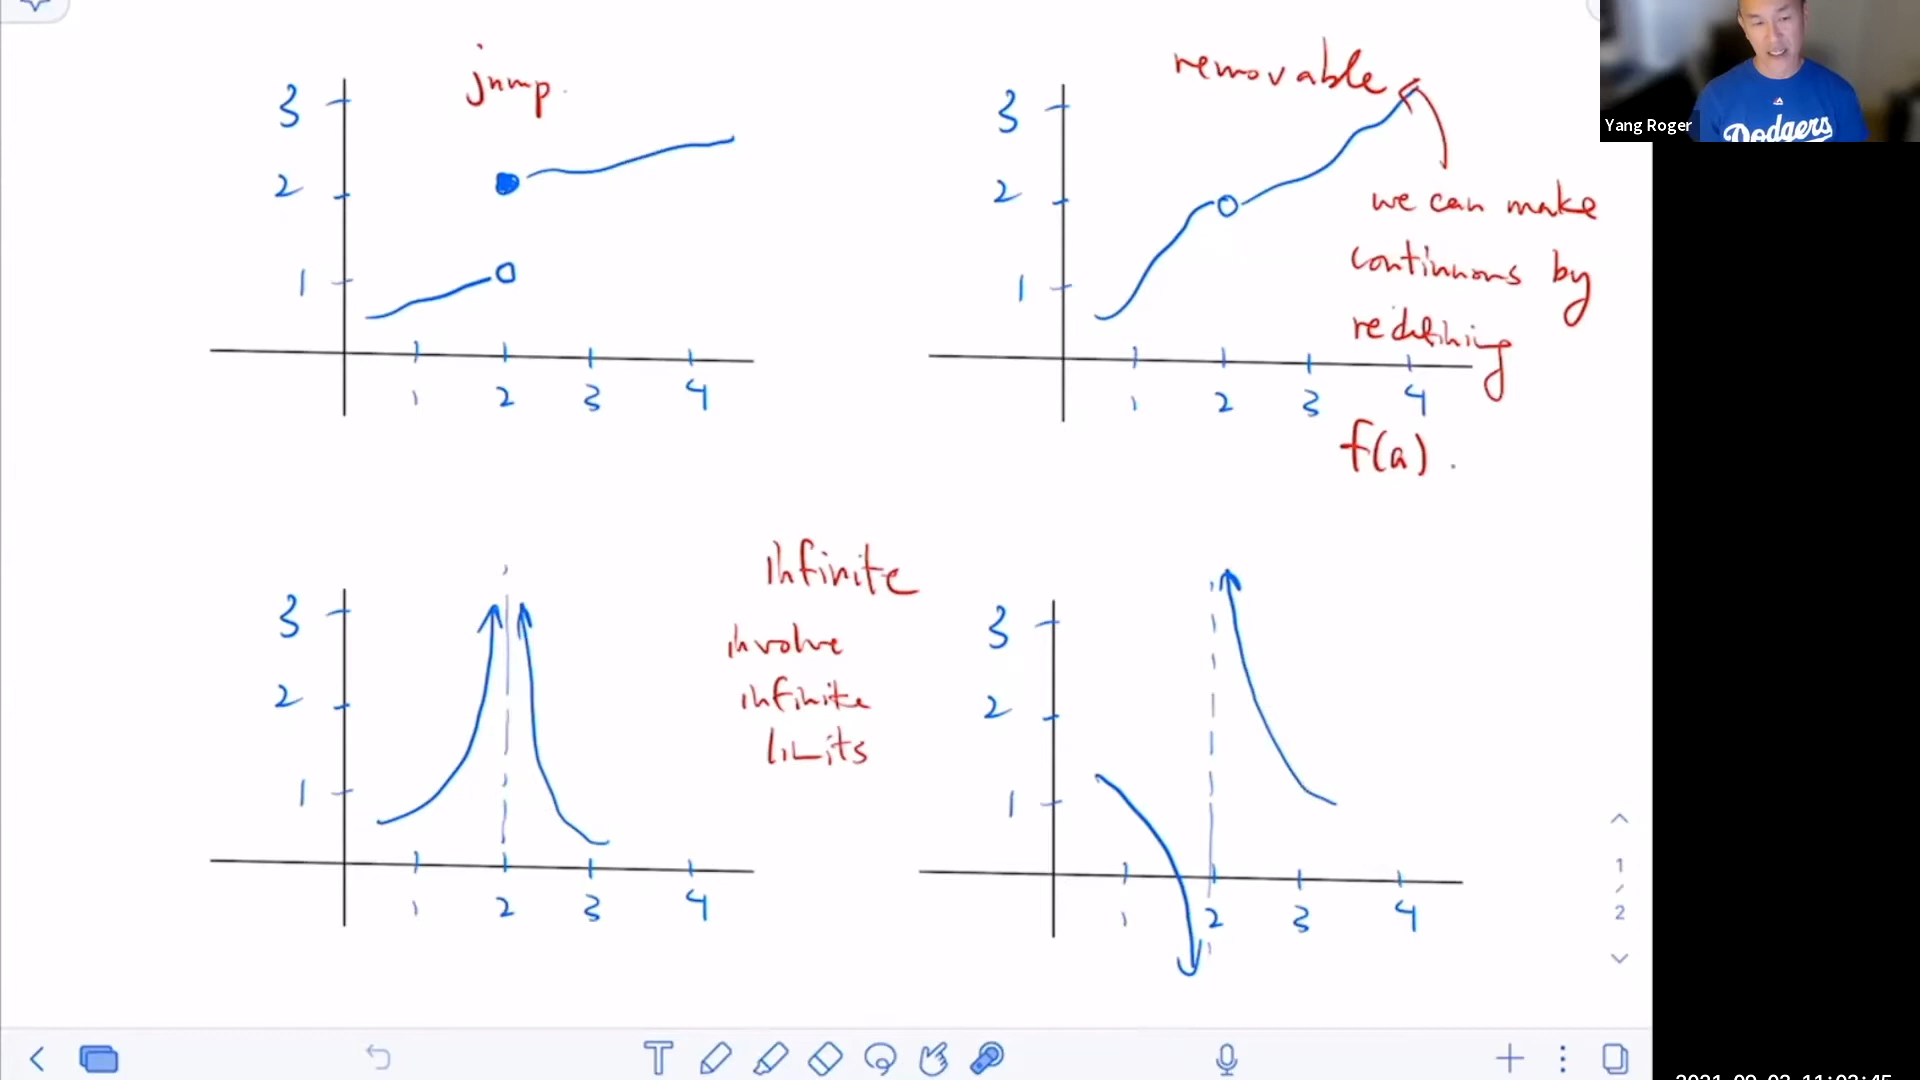 jump.
3
2
1
1 2 3 4
removable
we can make
continuous by
redefining
f(a).
3
2
1
1 2 3 4
Infinite
involve
infinite
limits
3
2
1
1 2 3 4
3
2
1
1 2 3 4
Yang Roger
Dodgers
1
/
2
T